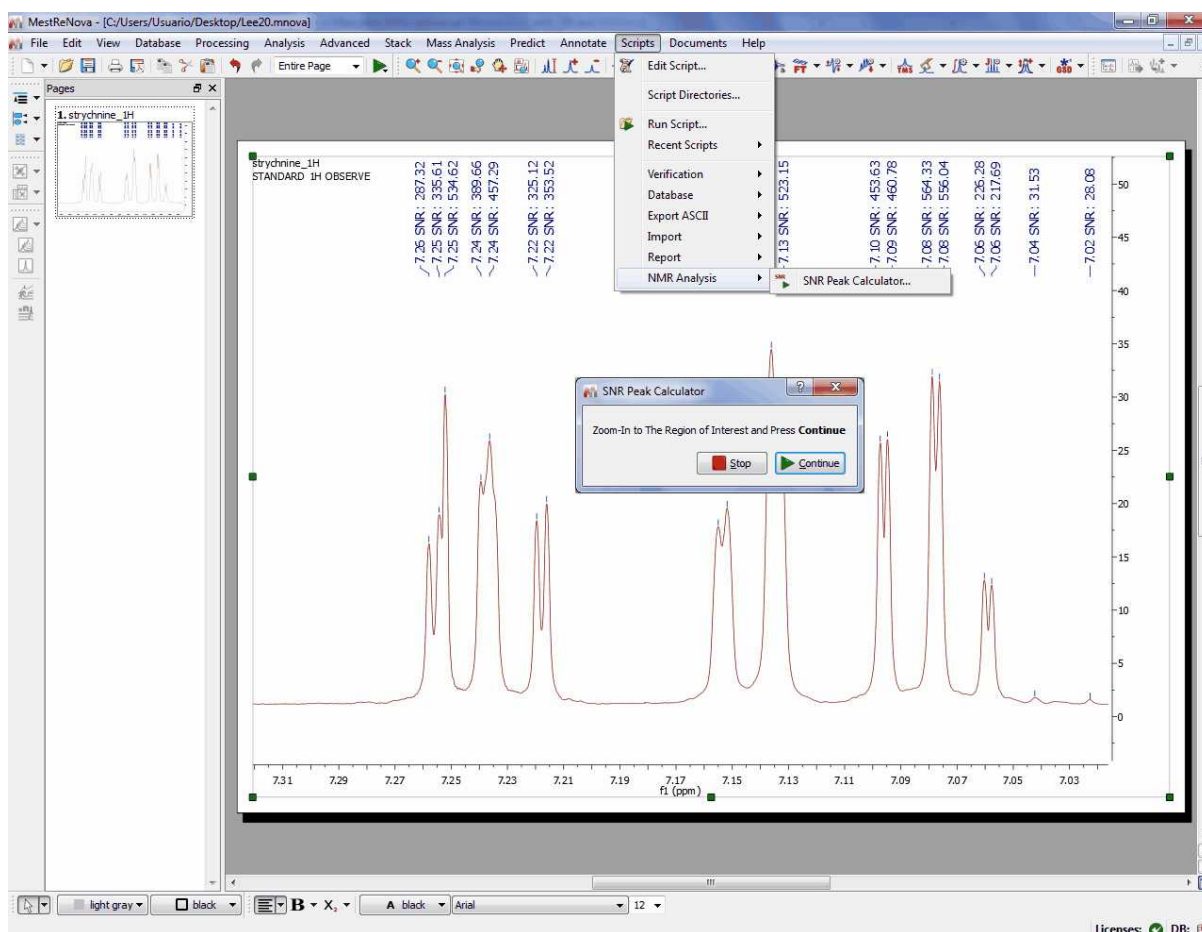 MestReNova - [C:/Users/Usuario/Desktop/Lee20.mnova]
File Edit View Database Processing Analysis Advanced Stack Mass Analysis Predict Annotate Scripts Documents Help
Entire Page
Edit Script...
Script Directories...
Run Script...
Recent Scripts
Verification
Database
Export ASCII
Import
Report
NMR Analysis
SNR Peak Calculator...
Pages
1. strychnine_1H
strychnine_1H
STANDARD 1H OBSERVE
7.26 SNR: 287.32
7.25 SNR: 335.61
7.25 SNR: 534.62
7.24 SNR: 389.66
7.24 SNR: 457.29
7.22 SNR: 325.12
7.22 SNR: 353.52
7.13 SNR: 523.15
7.10 SNR: 453.63
7.09 SNR: 460.78
7.08 SNR: 564.33
7.08 SNR: 556.04
7.06 SNR: 226.28
7.06 SNR: 217.69
7.04 SNR: 31.53
7.02 SNR: 28.08
50
45
40
35
30
25
20
15
10
5
0
SNR Peak Calculator
Zoom-In to The Region of Interest and Press Continue
Stop Continue
7.31 7.29 7.27 7.25 7.23 7.21 7.19 7.17 7.15 7.13 7.11 7.09 7.07 7.05 7.03
f1 (ppm)
light gray black B X₂ A black Arial 12
Licenses: DB: